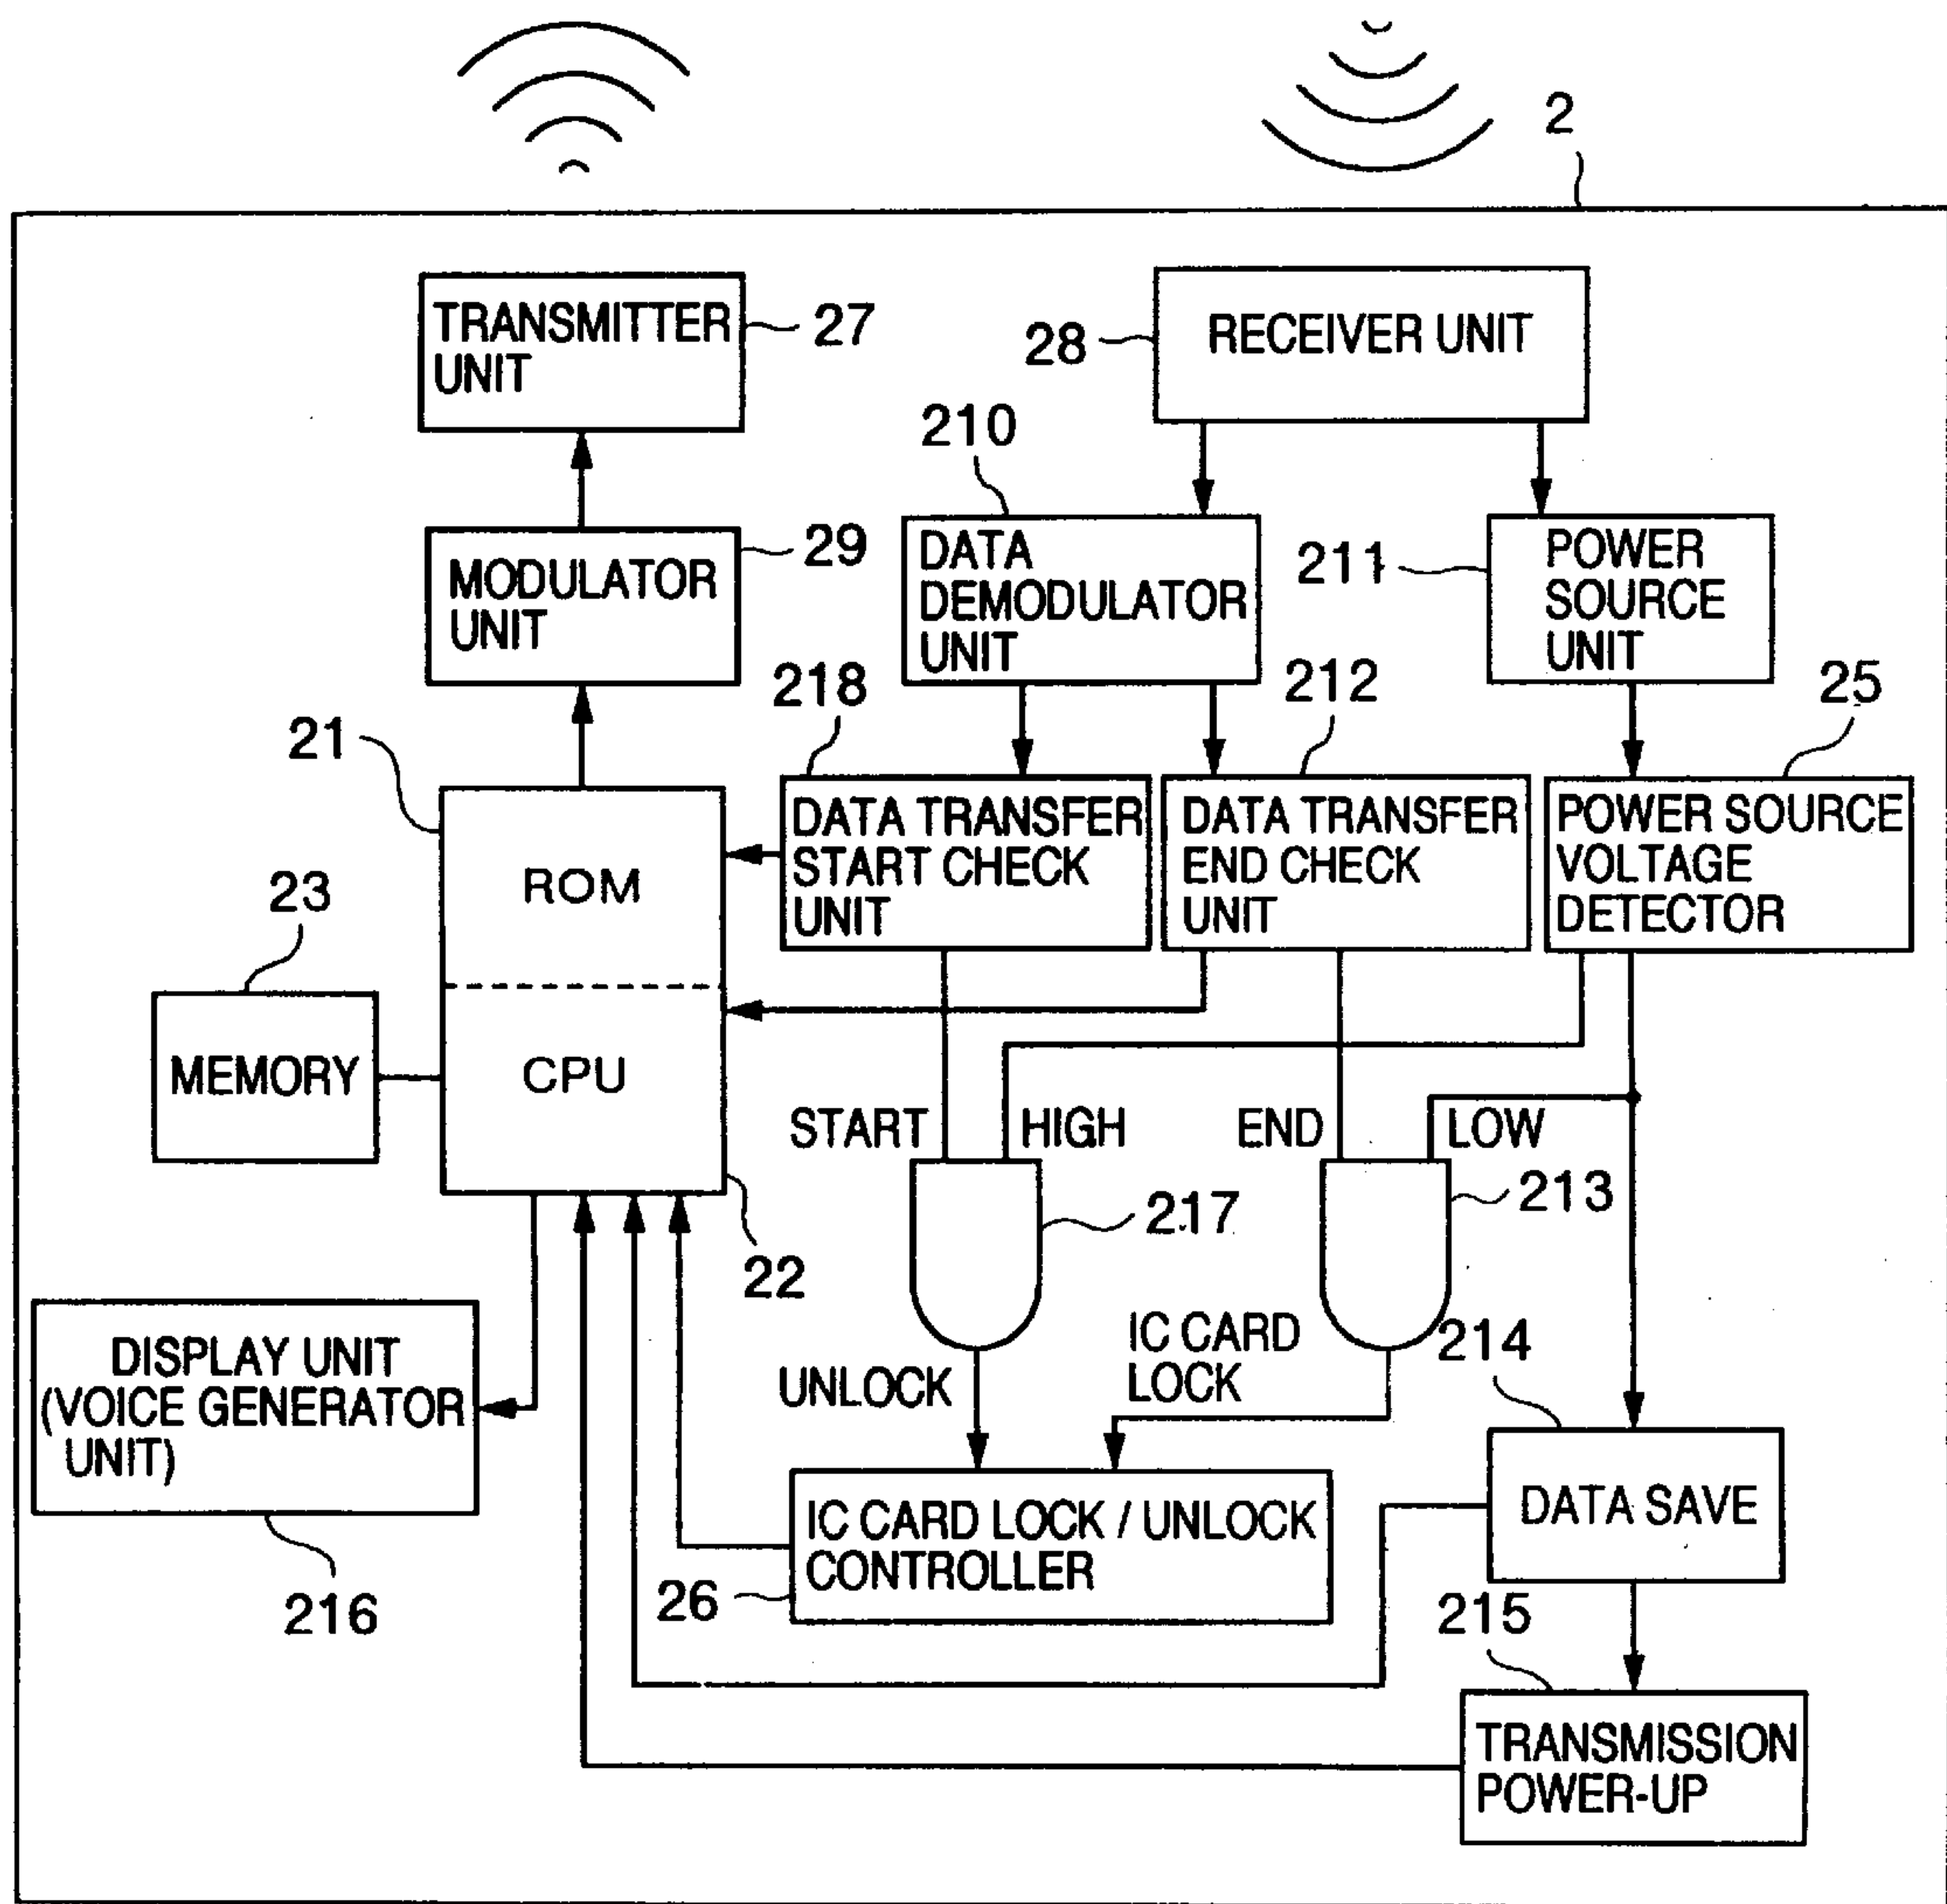 2
TRANSMITTER
UNIT
27
28
RECEIVER UNIT
210
MODULATOR
UNIT
29
DATA
DEMODULATOR
UNIT
211
POWER
SOURCE
UNIT
218
212
25
21
ROM
DATA TRANSFER
START CHECK
UNIT
DATA TRANSFER
END CHECK
UNIT
POWER SOURCE
VOLTAGE
DETECTOR
23
MEMORY
CPU
START
HIGH
END
LOW
217
213
22
DISPLAY UNIT
(VOICE GENERATOR
UNIT)
UNLOCK
IC CARD
LOCK
214
DATA SAVE
IC CARD LOCK / UNLOCK
CONTROLLER
26
216
215
TRANSMISSION
POWER-UP